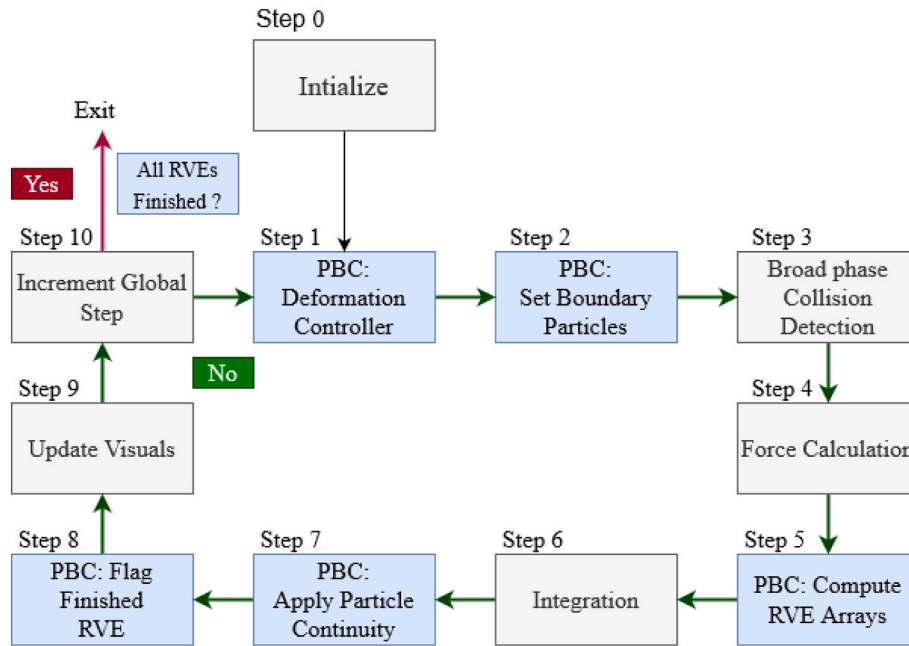 Step 0
Intialize
Exit
Yes
All RVEs
Finished ?
Step 10
Increment Global
Step
Step 1
PBC:
Deformation
Controller
Step 2
PBC:
Set Boundary
Particles
Step 3
Broad phase
Collision
Detection
No
Step 9
Update Visuals
Step 4
Force Calculation
Step 8
PBC: Flag
Finished
RVE
Step 7
PBC:
Apply Particle
Continuity
Step 6
Integration
Step 5
PBC: Compute
RVE Arrays